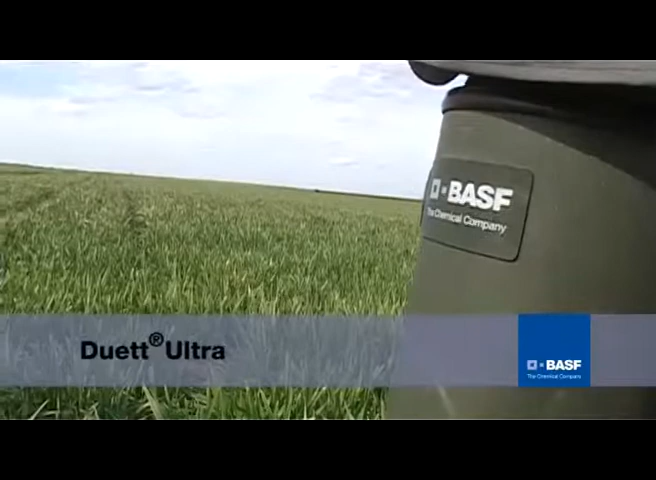 BASF
The Chemical Company
Duett® Ultra
BASF
The Chemical Company